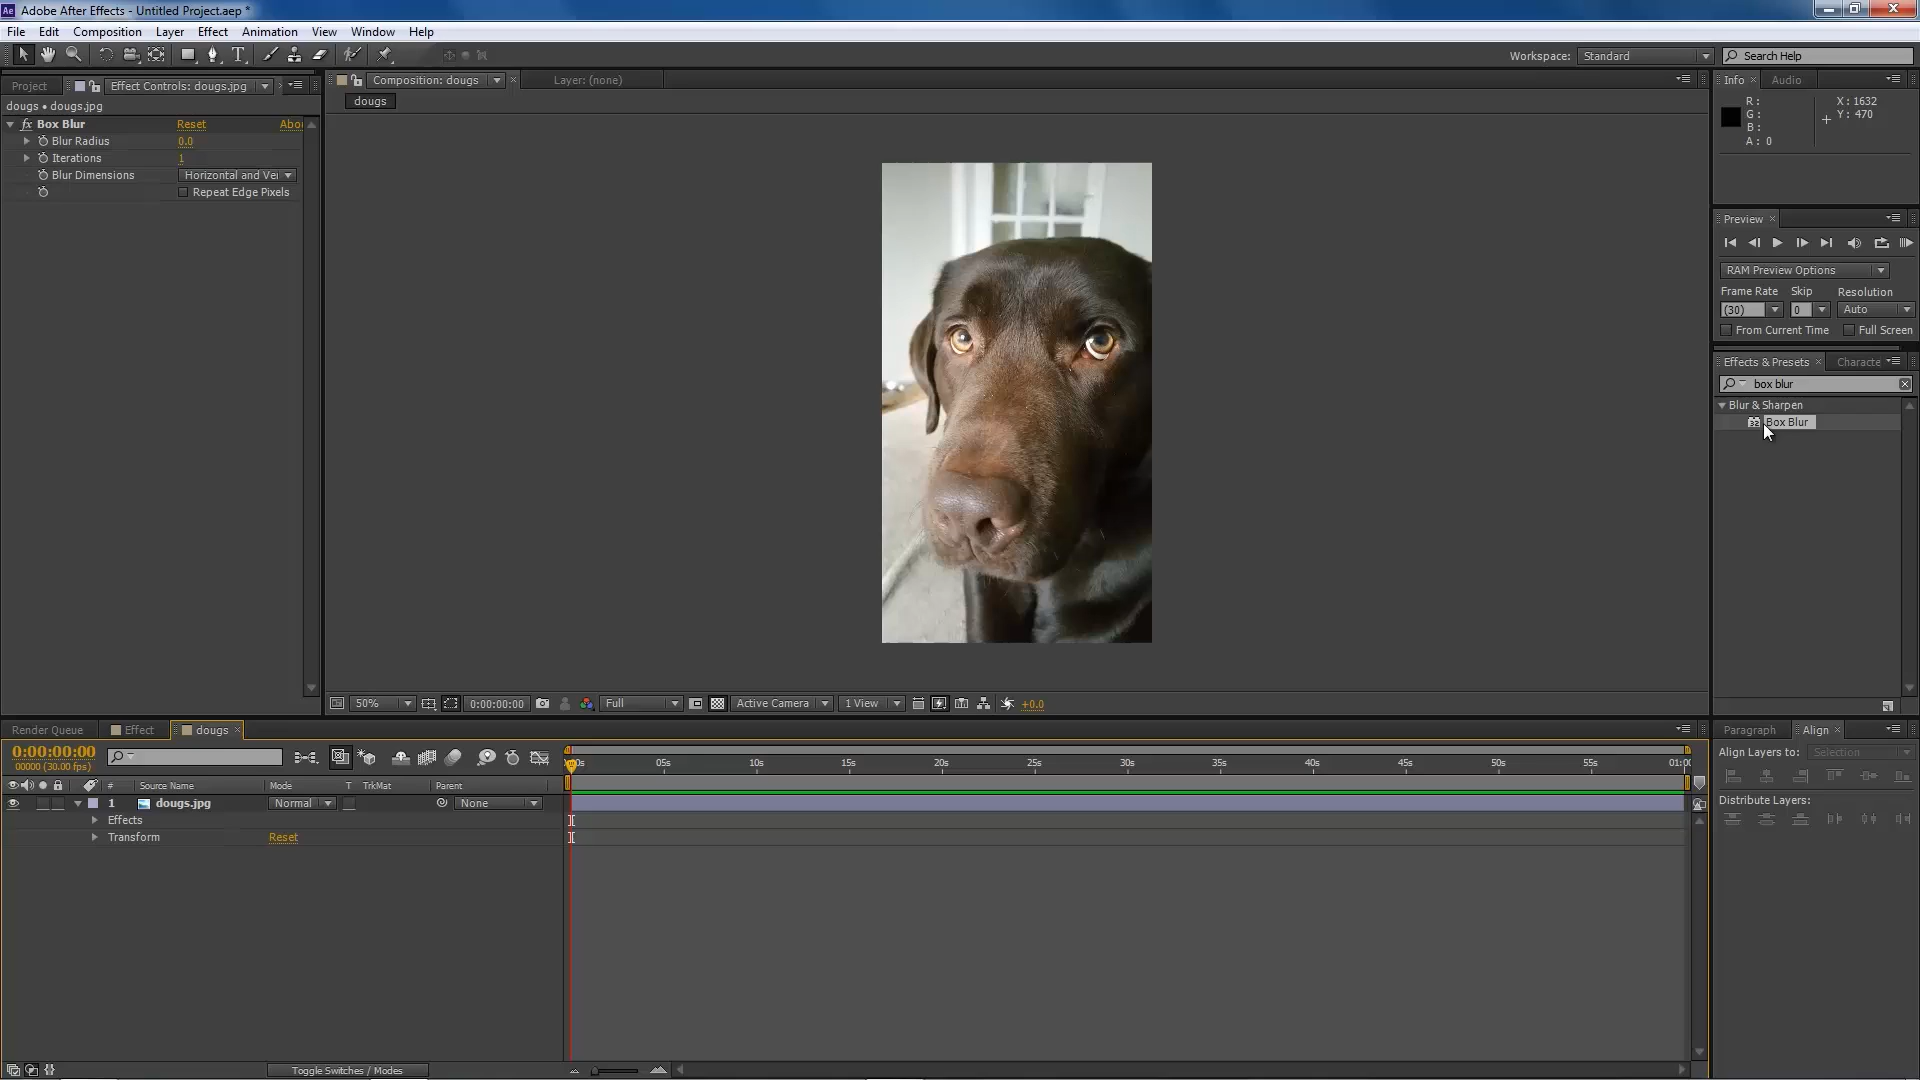 Adobe After Effects - Untitled Project.aep *
File Edit Composition Layer Effect Animation View Window Help
Workspace: Standard Search Help
Project Effect Controls: dougs.jpg
dougs • dougs.jpg
fx Box Blur Reset Abou
Blur Radius 0.0
Iterations 1
Blur Dimensions Horizontal and Ver
Repeat Edge Pixels
Composition: dougs Layer: (none)
dougs
50% 0:00:00:00 Full Active Camera 1 View +0.0
Info Audio
R: X: 1632
G: Y: 470
B:
A: 0
Preview
RAM Preview Options
Frame Rate Skip Resolution
(30) 0 Auto
From Current Time Full Screen
Effects & Presets Characte
box blur
Blur & Sharpen
32 Box Blur
Render Queue Effect dougs
0:00:00:00
00000 (30.00 fps)
05s 10s 15s 20s 25s 30s 35s 40s 45s 50s 55s 01:0
# Source Name Mode T TrkMat Parent
1 dougs.jpg Normal None
Effects
Transform Reset
Toggle Switches / Modes
Paragraph Align
Align Layers to: Selection
Distribute Layers: